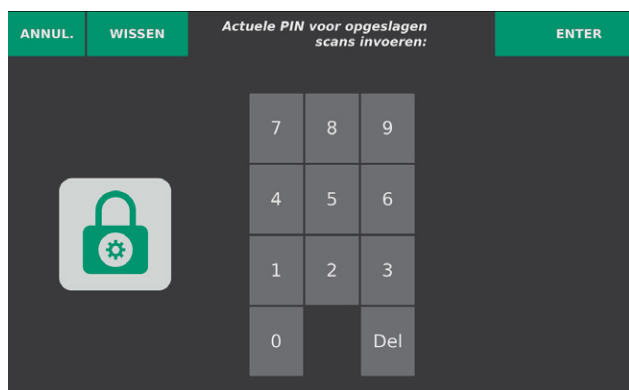 ANNUL.
WISSEN
Actuele PIN voor opgeslagen
scans invoeren:
ENTER
7 8 9
4 5 6
1 2 3
0 Del